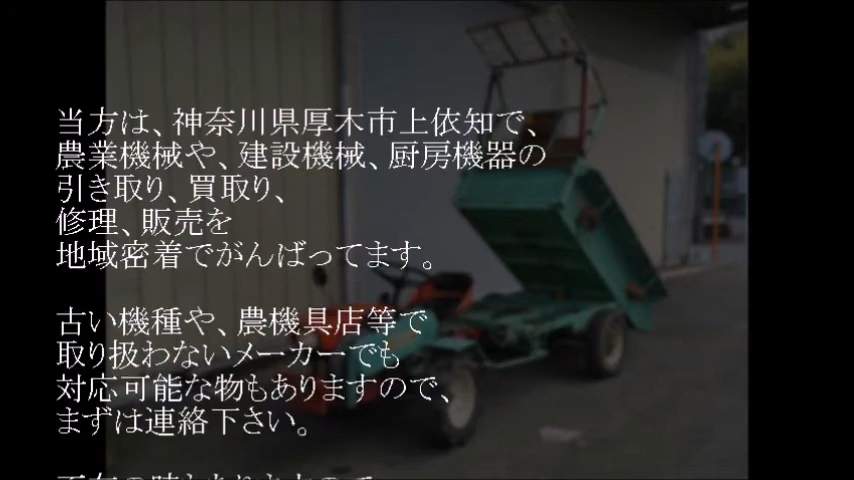 当方は、神奈川県厚木市上依知で、
農業機械や、建設機械、厨房機器の
引き取り、買取り、
修理、販売を
地域密着でがんばってます。
古い機種や、農機具店等で
取り扱わないメーカーでも
対応可能な物もありますので、
まずは連絡下さい。